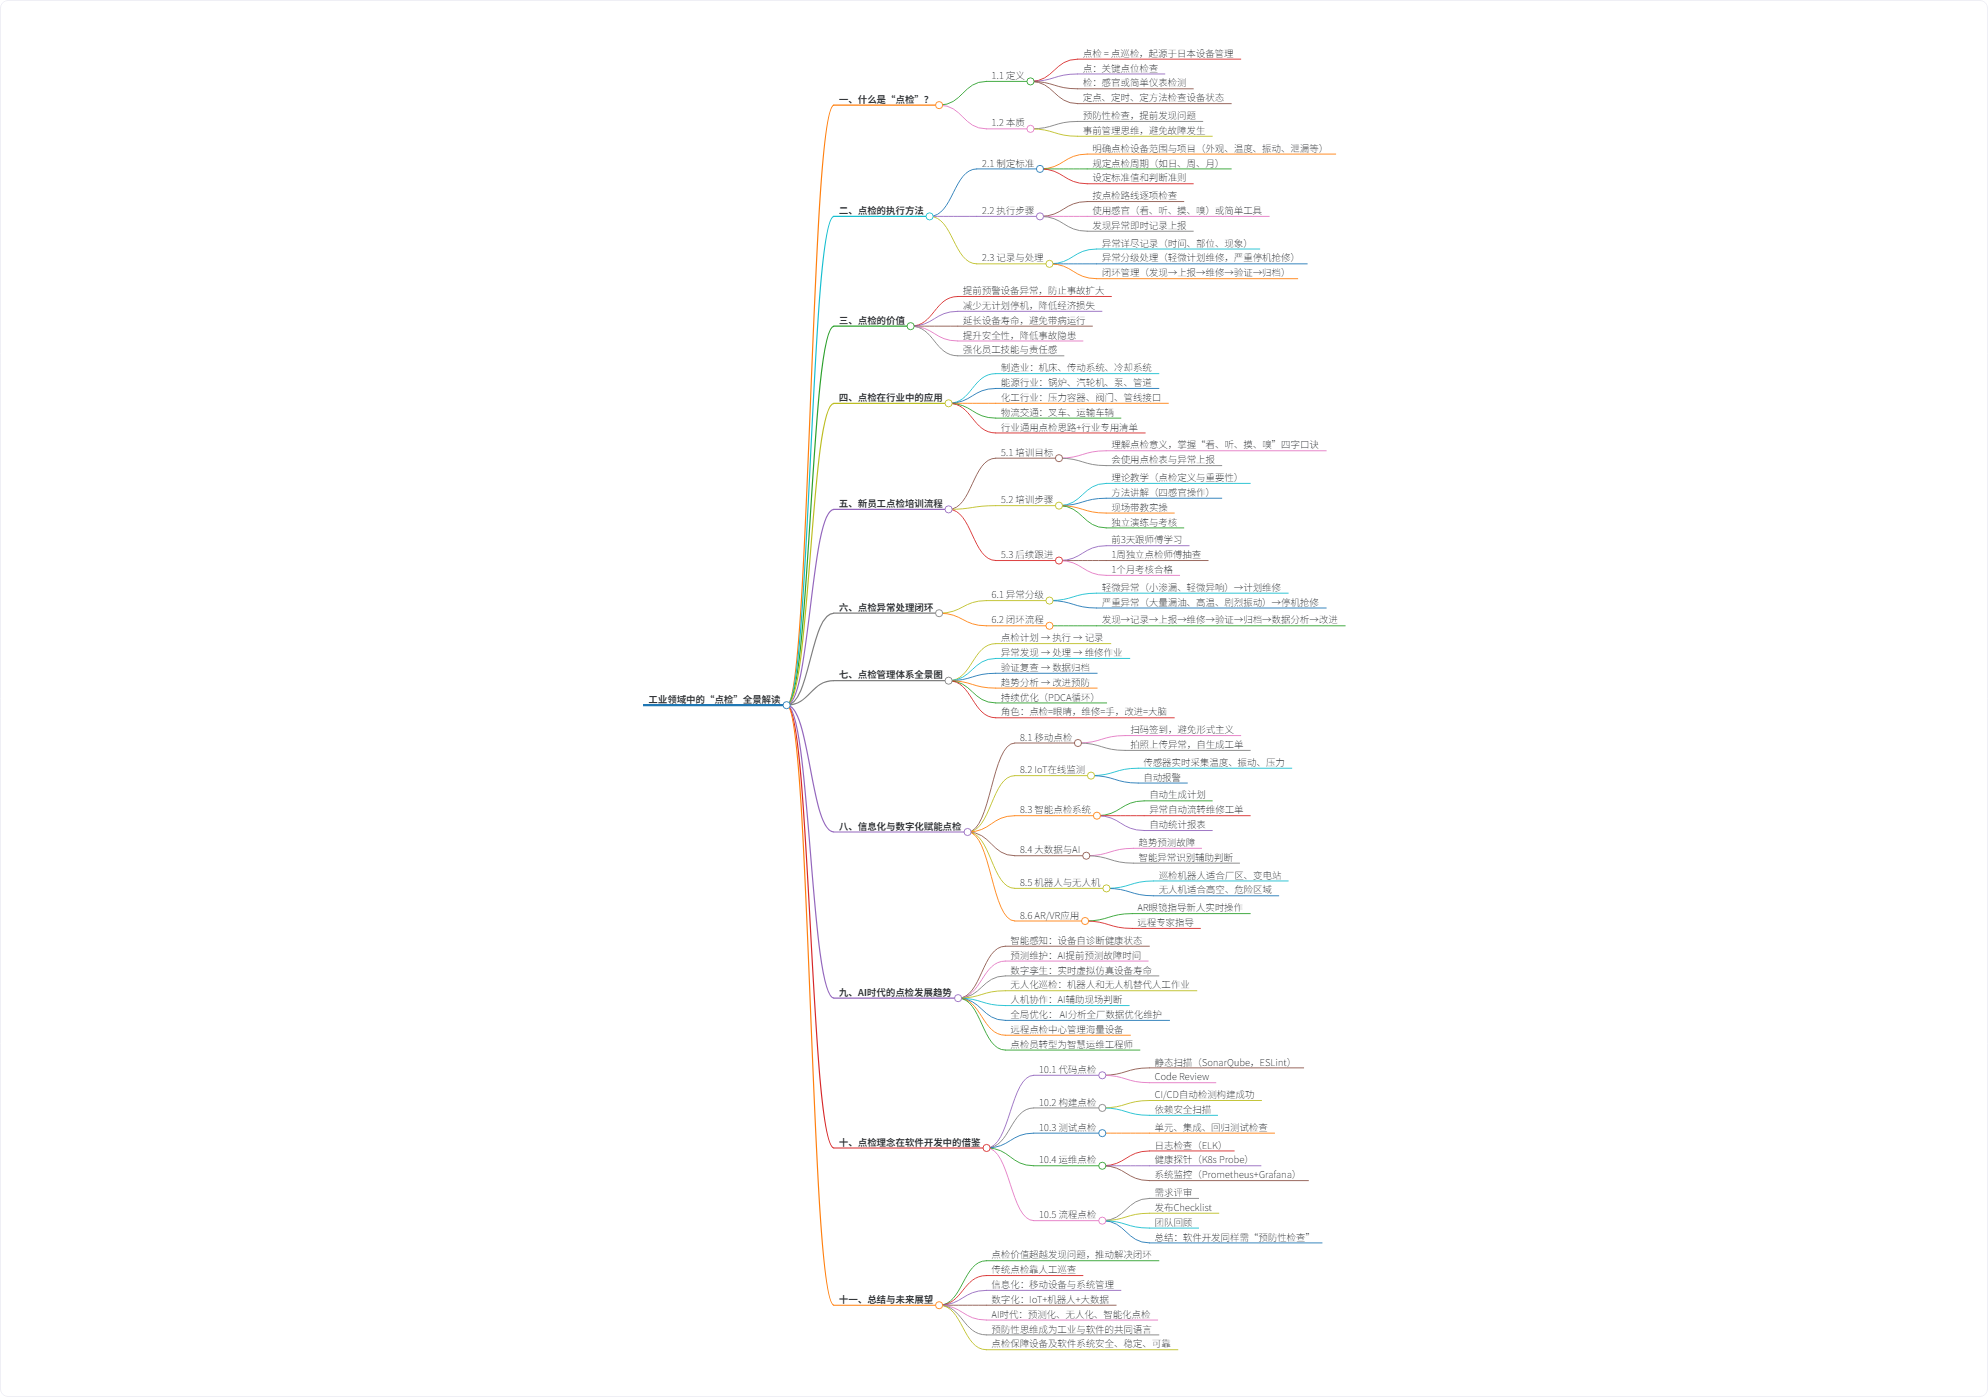 工业领域中的“点检”全景解读
一、什么是“点检”?
1.1 定义
点检 = 点巡检，起源于日本设备管理
点：关键点位检查
检：感官或简单仪表检测
定点、定时、定方法检查设备状态
1.2 本质
预防性检查，提前发现问题
事前管理思维，避免故障发生
二、点检的执行方法
2.1 制定标准
明确点检设备范围与项目（外观、温度、振动、泄漏等）
规定点检周期（如日、周、月）
设定标准值和判断准则
2.2 执行步骤
按点检路线逐项检查
使用感官（看、听、摸、嗅）或简单工具
发现异常即时记录上报
2.3 记录与处理
异常详尽记录（时间、部位、现象）
异常分级处理（轻微计划维修，严重停机抢修）
闭环管理（发现→上报→维修→验证→归档）
三、点检的价值
提前预警设备异常，防止事故扩大
减少无计划停机，降低经济损失
延长设备寿命，避免带病运行
提升安全性，降低事故隐患
强化员工技能与责任感
四、点检在行业中的应用
制造业：机床、传动系统、冷却系统
能源行业：锅炉、汽轮机、泵、管道
化工行业：压力容器、阀门、管线接口
物流交通：叉车、运输车辆
行业通用点检思路+行业专用清单
五、新员工点检培训流程
5.1 培训目标
理解点检意义，掌握“看、听、摸、嗅”四字口诀
会使用点检表与异常上报
5.2 培训步骤
理论教学（点检定义与重要性）
方法讲解（四感官操作）
现场带教实操
独立演练与考核
5.3 后续跟进
前3天跟师傅学习
1周独立点检师傅抽查
1个月考核合格
六、点检异常处理闭环
6.1 异常分级
轻微异常（小渗漏、轻微异响）→计划维修
严重异常（大量漏油、高温、剧烈振动）→停机抢修
6.2 闭环流程
发现→记录→上报→维修→验证→归档→数据分析→改进
七、点检管理体系全景图
点检计划 → 执行 → 记录
异常发现 → 处理 → 维修作业
验证复查 → 数据归档
趋势分析 → 改进预防
持续优化（PDCA循环）
角色：点检=眼睛，维修=手，改进=大脑
八、信息化与数字化赋能点检
8.1 移动点检
扫码签到，避免形式主义
拍照上传异常，自生成工单
8.2 IoT在线监测
传感器实时采集温度、振动、压力
自动报警
8.3 智能点检系统
自动生成计划
异常自动流转维修工单
自动统计报表
8.4 大数据与AI
趋势预测故障
智能异常识别辅助判断
8.5 机器人与无人机
巡检机器人适合厂区、变电站
无人机适合高空、危险区域
8.6 AR/VR应用
AR眼镜指导新人实时操作
远程专家指导
九、AI时代的点检发展趋势
智能感知：设备自诊断健康状态
预测维护：AI提前预测故障时间
数字孪生：实时虚拟仿真设备寿命
无人化巡检：机器人和无人机替代人工作业
人机协作：AI辅助现场判断
全局优化： AI分析全厂数据优化维护
远程点检中心管理海量设备
点检员转型为智慧运维工程师
十、点检理念在软件开发中的借鉴
10.1 代码点检
静态扫描（SonarQube，ESLint）
Code Review
10.2 构建点检
CI/CD自动检测构建成功
依赖安全扫描
10.3 测试点检
单元、集成、回归测试检查
10.4 运维点检
日志检查（ELK）
健康探针（K8s Probe）
系统监控（Prometheus+Grafana）
10.5 流程点检
需求评审
发布Checklist
团队回顾
总结：软件开发同样需“预防性检查”
十一、总结与未来展望
点检价值超越发现问题，推动解决闭环
传统点检靠人工巡查
信息化：移动设备与系统管理
数字化：IoT+机器人+大数据
AI时代：预测化、无人化、智能化点检
预防性思维成为工业与软件的共同语言
点检保障设备及软件系统安全、稳定、可靠